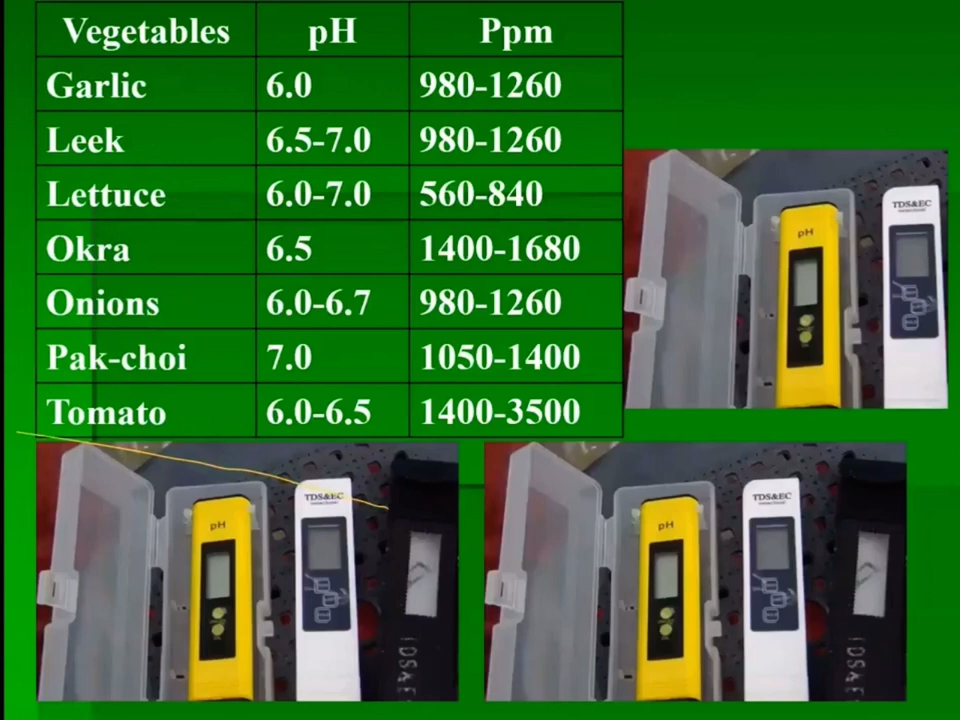 Vegetables pH Ppm
Garlic 6.0 980-1260
Leek 6.5-7.0 980-1260
Lettuce 6.0-7.0 560-840
Okra 6.5 1400-1680
Onions 6.0-6.7 980-1260
Pak-choi 7.0 1050-1400
Tomato 6.0-6.5 1400-3500
pH
TDS&EC
pH
TDS&EC
pH
TDS&EC